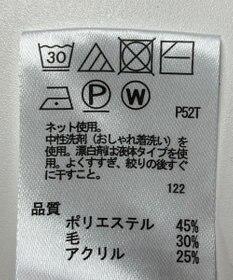 30
P W
P52T
ネット使用。
中性洗剤（おしゃれ着洗い）を
使用。漂白剤は液体タイプを使
用。よくすすぎ、絞りの後すぐ
に干すこと。
122
品質
ポリエステル 45%
毛 30%
アクリル 25%